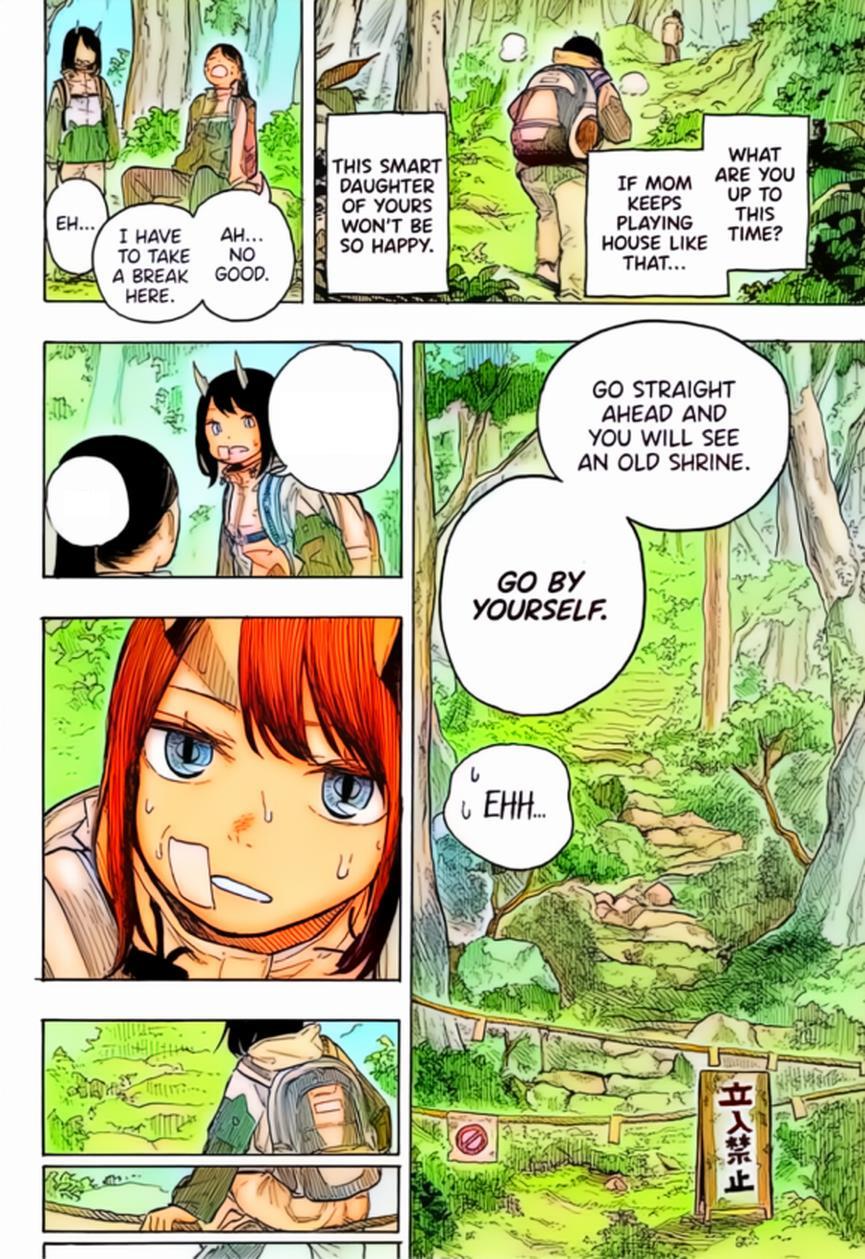 WHAT
ARE YOU
UP TO
THIS
TIME?
IF MOM
KEEPS
PLAYING
HOUSE LIKE
THAT...
THIS SMART
DAUGHTER
OF YOURS
WON'T BE
SO HAPPY.
AH...
NO
GOOD.
I HAVE
TO TAKE
A BREAK
HERE.
EH...
GO STRAIGHT
AHEAD AND
YOU WILL SEE
AN OLD SHRINE.
GO BY
YOURSELF.
EHH...
立入禁止